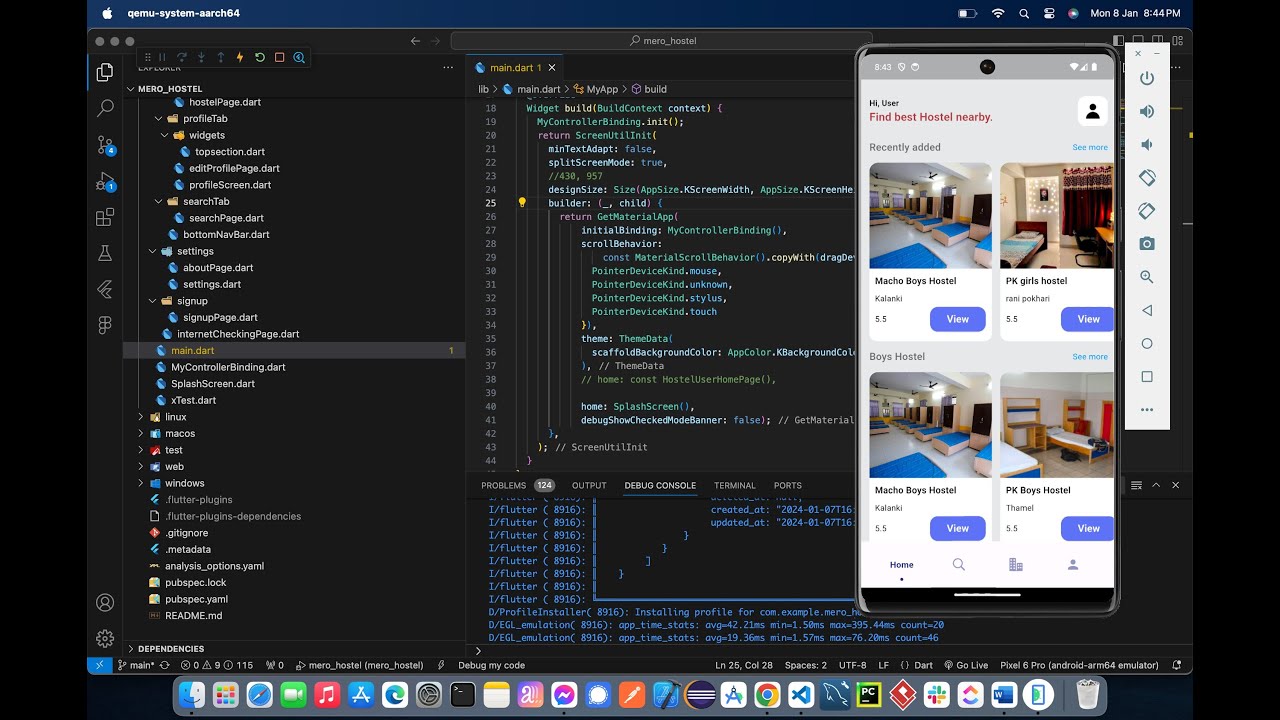 qemu-system-aarch64
Mon 8 Jan 8:44 PM
mero_hostel
EXPLORER
MERO_HOSTEL
hostelPage.dart
profileTab
widgets
topsection.dart
editProfilePage.dart
profileScreen.dart
searchTab
searchPage.dart
bottomNavBar.dart
settings
aboutPage.dart
settings.dart
signup
signupPage.dart
internetCheckingPage.dart
main.dart 1
MyControllerBinding.dart
SplashScreen.dart
xTest.dart
linux
macos
test
web
windows
.flutter-plugins
.flutter-plugins-dependencies
.gitignore
.metadata
analysis_options.yaml
pubspec.lock
pubspec.yaml
README.md
DEPENDENCIES
4
1
main.dart 1
lib > main.dart > MyApp > build
18 Widget build(BuildContext context) {
19 MyControllerBinding.init();
20 return ScreenUtilInit(
21 minTextAdapt: false,
22 splitScreenMode: true,
23 //430, 957
24 designSize: Size(AppSize.KScreenWidth, AppSize.KScreenHe
25 builder: (_, child) {
26 return GetMaterialApp(
27 initialBinding: MyControllerBinding(),
28 scrollBehavior:
29 const MaterialScrollBehavior().copyWith(dragDev
30 PointerDeviceKind.mouse,
31 PointerDeviceKind.unknown,
32 PointerDeviceKind.stylus,
33 PointerDeviceKind.touch
34 }),
35 theme: ThemeData(
36 scaffoldBackgroundColor: AppColor.KBackgroundColo
37 ), // ThemeData
38 // home: const HostelUserHomePage(),
39
40 home: SplashScreen(),
41 debugShowCheckedModeBanner: false); // GetMaterial
42 },
43 ); // ScreenUtilInit
44 }
PROBLEMS 124 OUTPUT DEBUG CONSOLE TERMINAL PORTS
I/flutter ( 8916): ║ deleted_at: null,
I/flutter ( 8916): ║ created_at: "2024-01-07T16:
I/flutter ( 8916): ║ updated_at: "2024-01-07T16:
I/flutter ( 8916): ║ }
I/flutter ( 8916): ║ }
I/flutter ( 8916): ║ ]
I/flutter ( 8916): ║ }
I/flutter ( 8916): ║
I/flutter ( 8916):
D/ProfileInstaller( 8916): Installing profile for com.example.mero_ho
D/EGL_emulation( 8916): app_time_stats: avg=42.21ms min=1.50ms max=395.44ms count=20
D/EGL_emulation( 8916): app_time_stats: avg=19.36ms min=1.57ms max=76.20ms count=46
>
8:43
Hi, User
Find best Hostel nearby.
Recently added See more
Macho Boys Hostel PK girls hostel
Kalanki rani pokhari
5.5 View 5.5 View
Boys Hostel See more
Macho Boys Hostel PK Boys Hostel
Kalanki Thamel
5.5 View 5.5 View
Home
main* 0 9 115 0 mero_hostel (mero_hostel) Debug my code Ln 25, Col 28 Spaces: 2 UTF-8 LF {} Dart Go Live Pixel 6 Pro (android-arm64 emulator)
PC
W